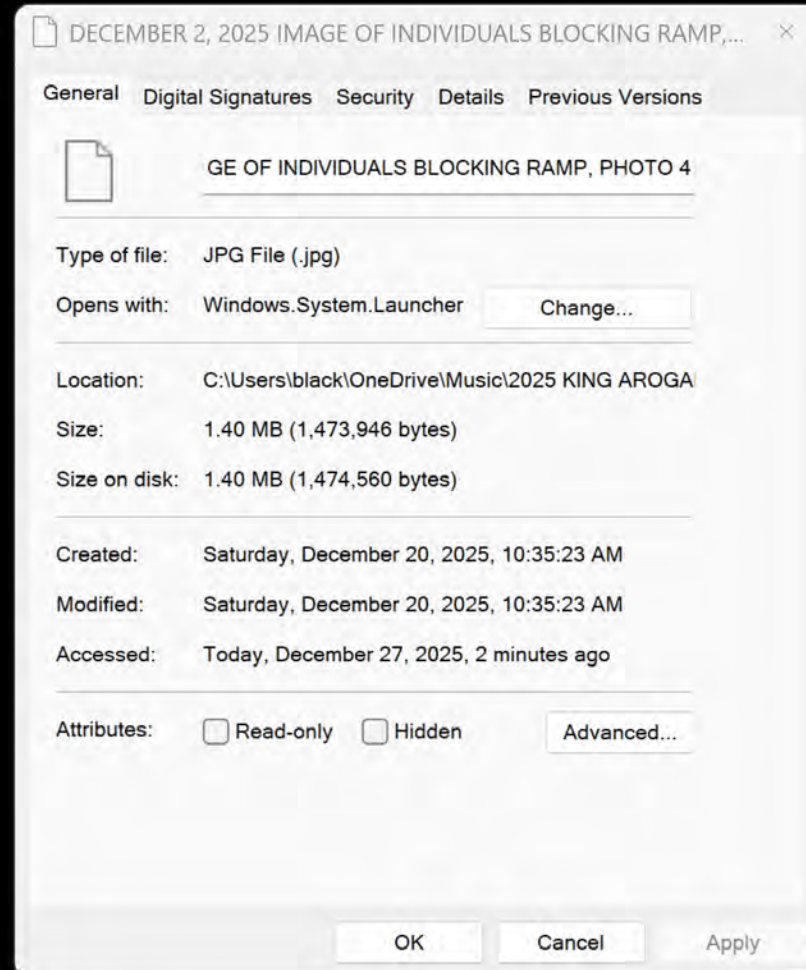 DECEMBER 2, 2025 IMAGE OF INDIVIDUALS BLOCKING RAMP,...
General Digital Signatures Security Details Previous Versions
GE OF INDIVIDUALS BLOCKING RAMP, PHOTO 4
Type of file: JPG File (.jpg)
Opens with: Windows.System.Launcher Change...
Location: C:\Users\black\OneDrive\Music\2025 KING AROGA
Size: 1.40 MB (1,473,946 bytes)
Size on disk: 1.40 MB (1,474,560 bytes)
Created: Saturday, December 20, 2025, 10:35:23 AM
Modified: Saturday, December 20, 2025, 10:35:23 AM
Accessed: Today, December 27, 2025, 2 minutes ago
Attributes: Read-only Hidden Advanced...
OK Cancel Apply